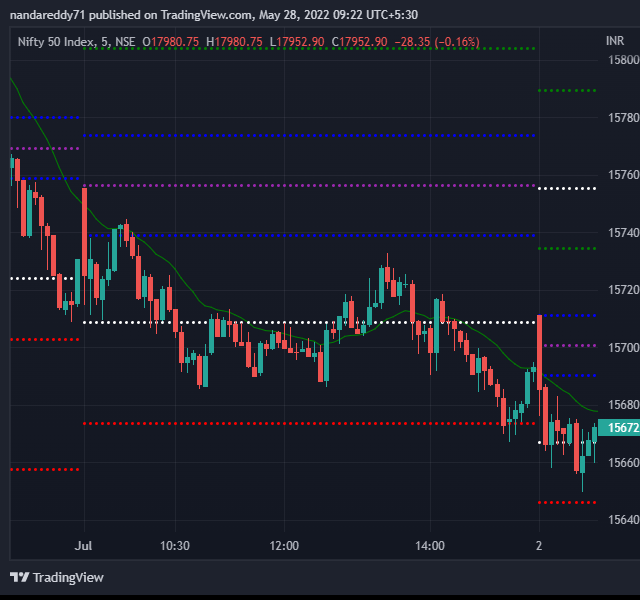 nandareddy71 published on TradingView.com, May 28, 2022 09:22 UTC+5:30
Nifty 50 Index, 5, NSE O17980.75 H17980.75 L17952.90 C17952.90 −28.35 (−0.16%)
INR
15800
15780
15760
15740
15720
15700
15680
15672
15660
15640
Jul 10:30 12:00 14:00 2
TradingView